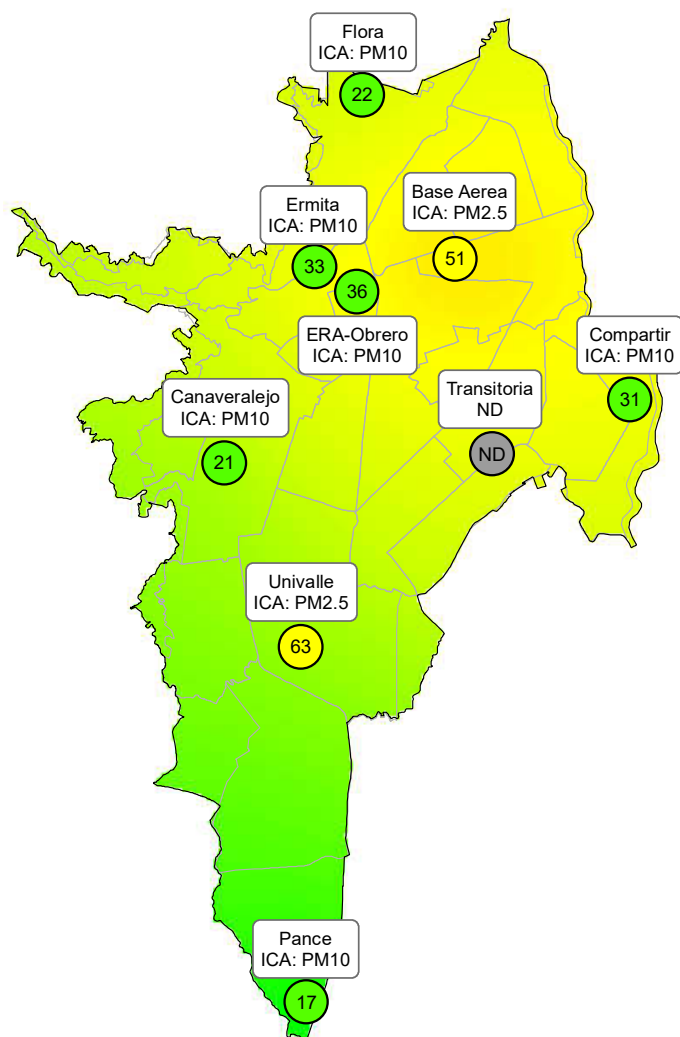 Flora
ICA: PM10
22
Ermita
ICA: PM10
33
Base Aerea
ICA: PM2.5
51
36
ERA-Obrero
ICA: PM10
Compartir
ICA: PM10
31
Transitoria
ND
ND
Canaveralejo
ICA: PM10
21
Univalle
ICA: PM2.5
63
Pance
ICA: PM10
17